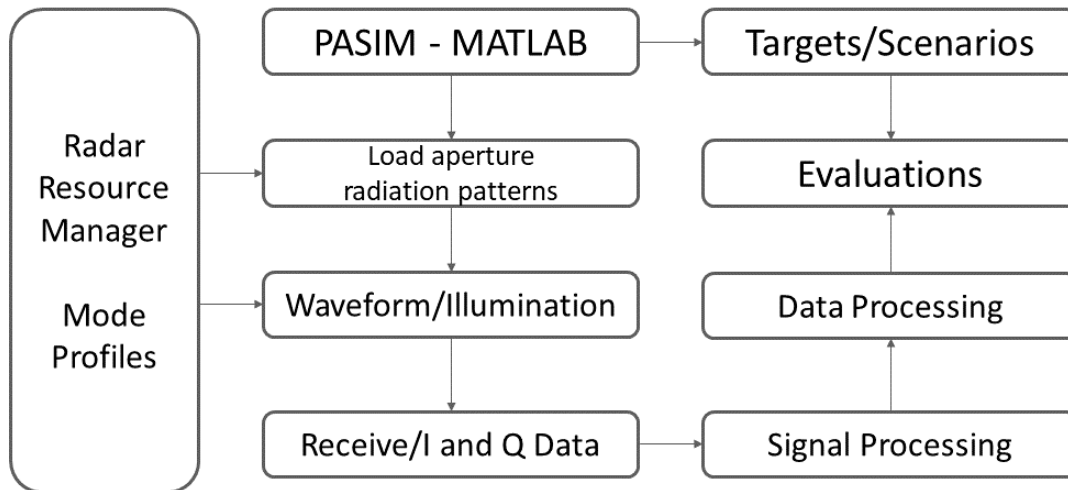 Radar
Resource
Manager
Mode
Profiles
PASIM - MATLAB
Load aperture
radiation patterns
Waveform/Illumination
Receive/I and Q Data
Targets/Scenarios
Evaluations
Data Processing
Signal Processing